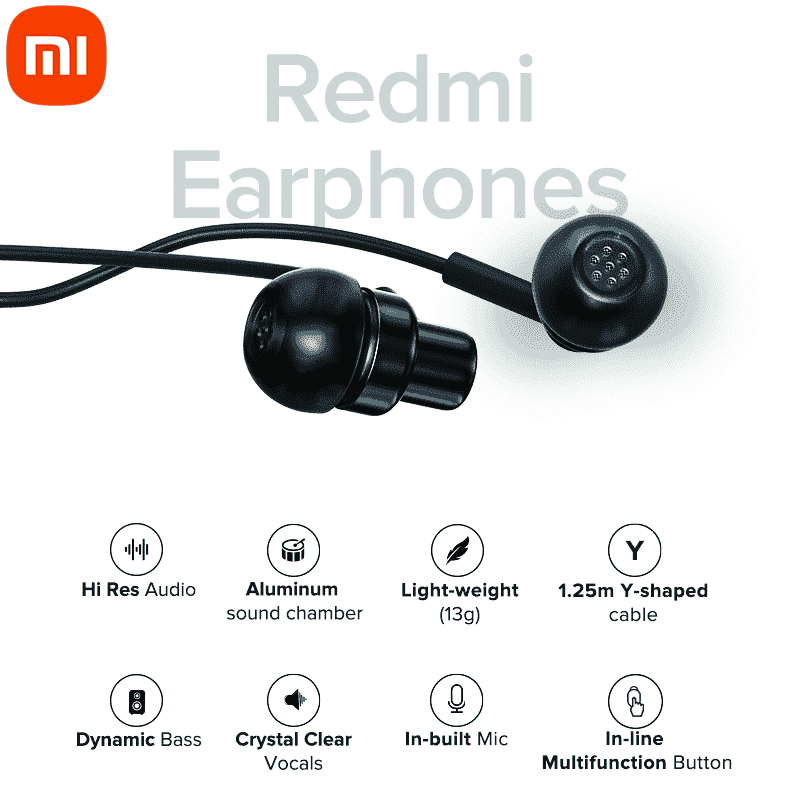 mi
Redmi
Earphones
Hi Res Audio
Aluminum
sound chamber
Light-weight
(13g)
Y
1.25m Y-shaped
cable
Dynamic Bass
Crystal Clear
Vocals
In-built Mic
In-line
Multifunction Button